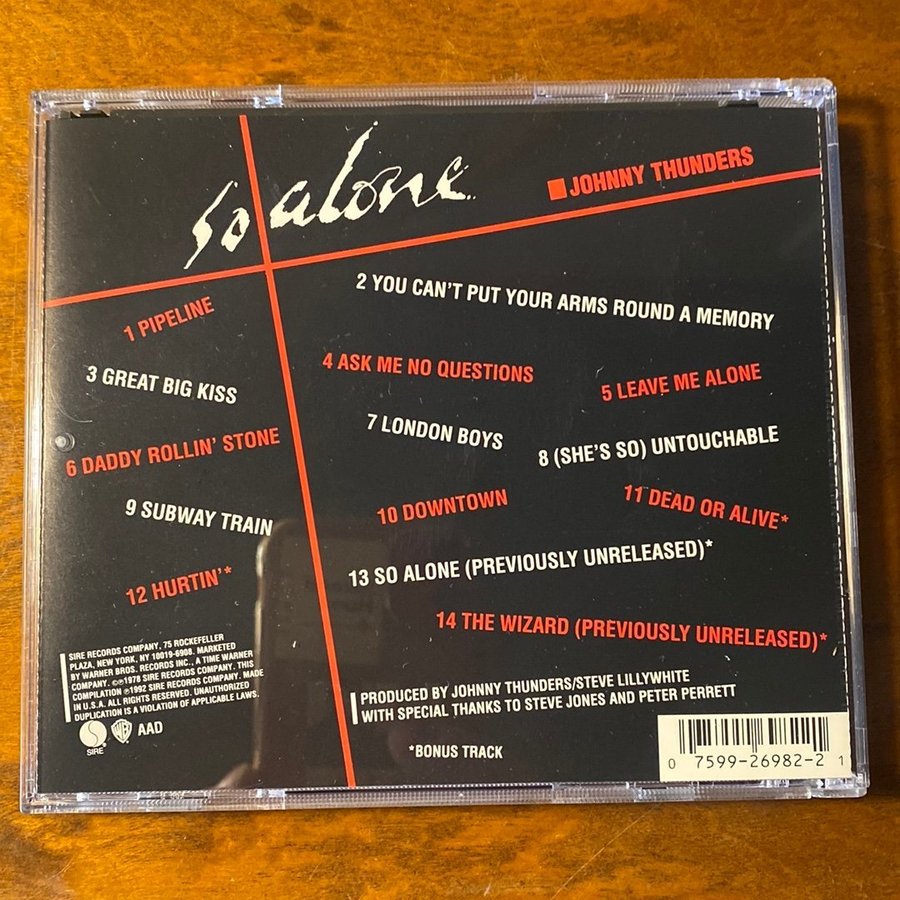 so alone
■JOHNNY THUNDERS
1 PIPELINE
2 YOU CAN'T PUT YOUR ARMS ROUND A MEMORY
3 GREAT BIG KISS
4 ASK ME NO QUESTIONS
5 LEAVE ME ALONE
6 DADDY ROLLIN' STONE
7 LONDON BOYS
8 (SHE'S SO) UNTOUCHABLE
9 SUBWAY TRAIN
10 DOWNTOWN
11 DEAD OR ALIVE*
12 HURTIN'*
13 SO ALONE (PREVIOUSLY UNRELEASED)*
14 THE WIZARD (PREVIOUSLY UNRELEASED)*
SIRE RECORDS COMPANY, 75 ROCKEFELLER
PLAZA, NEW YORK, NY 10019-6908. MARKETED
BY WARNER BROS. RECORDS INC., A TIME WARNER
COMPANY. ©℗1978 SIRE RECORDS COMPANY. THIS
COMPILATION ℗1992 SIRE RECORDS COMPANY. MADE
IN U.S.A. ALL RIGHTS RESERVED. UNAUTHORIZED
DUPLICATION IS A VIOLATION OF APPLICABLE LAWS.
SIRE
WB
AAD
PRODUCED BY JOHNNY THUNDERS/STEVE LILLYWHITE
WITH SPECIAL THANKS TO STEVE JONES AND PETER PERRETT
*BONUS TRACK
0 7599-26982-2 1